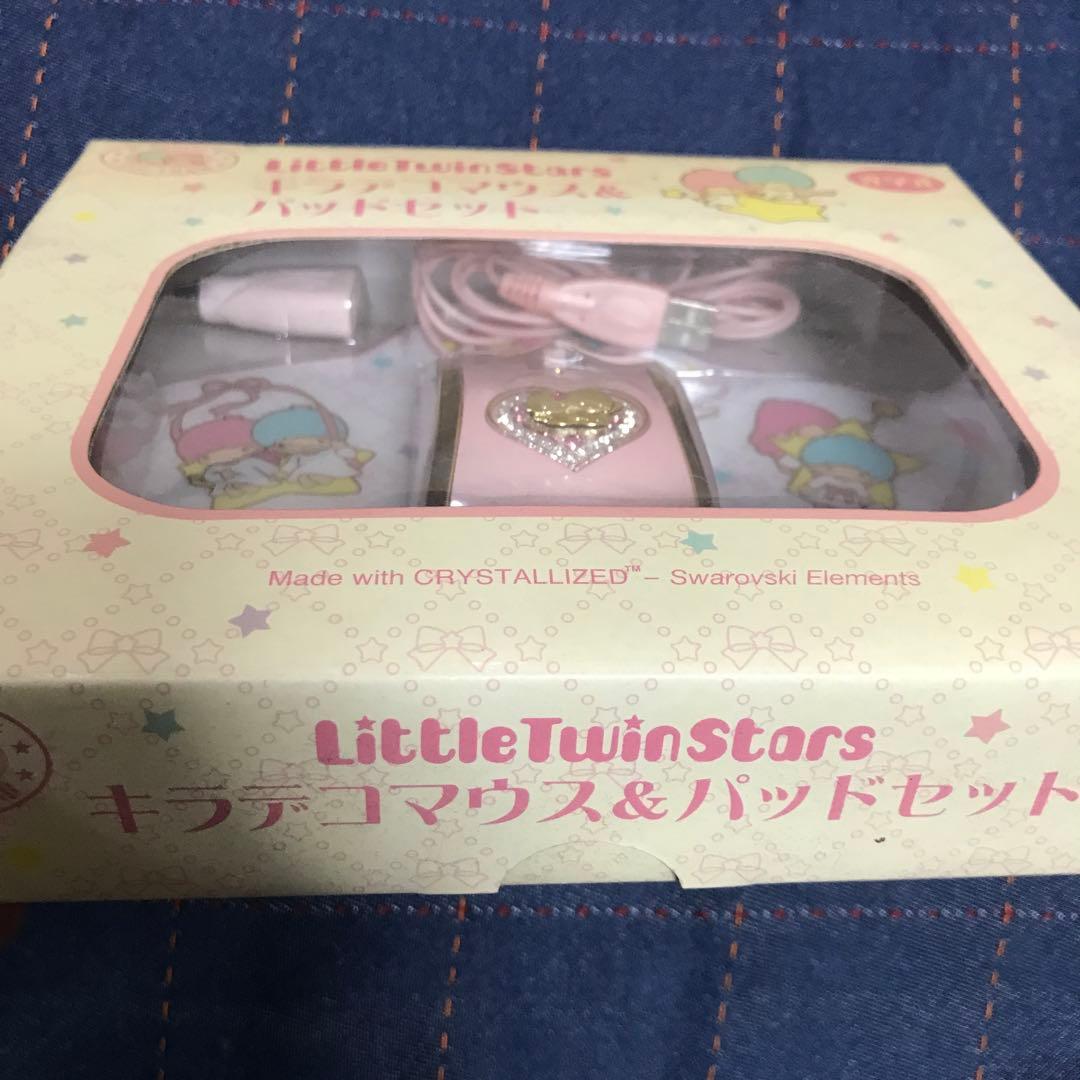 LittleTwinStars
キラデコマウス&
パッドセット
Made with CRYSTALLIZED™ – Swarovski Elements
LittleTwinStars
キラデコマウス&パッドセット